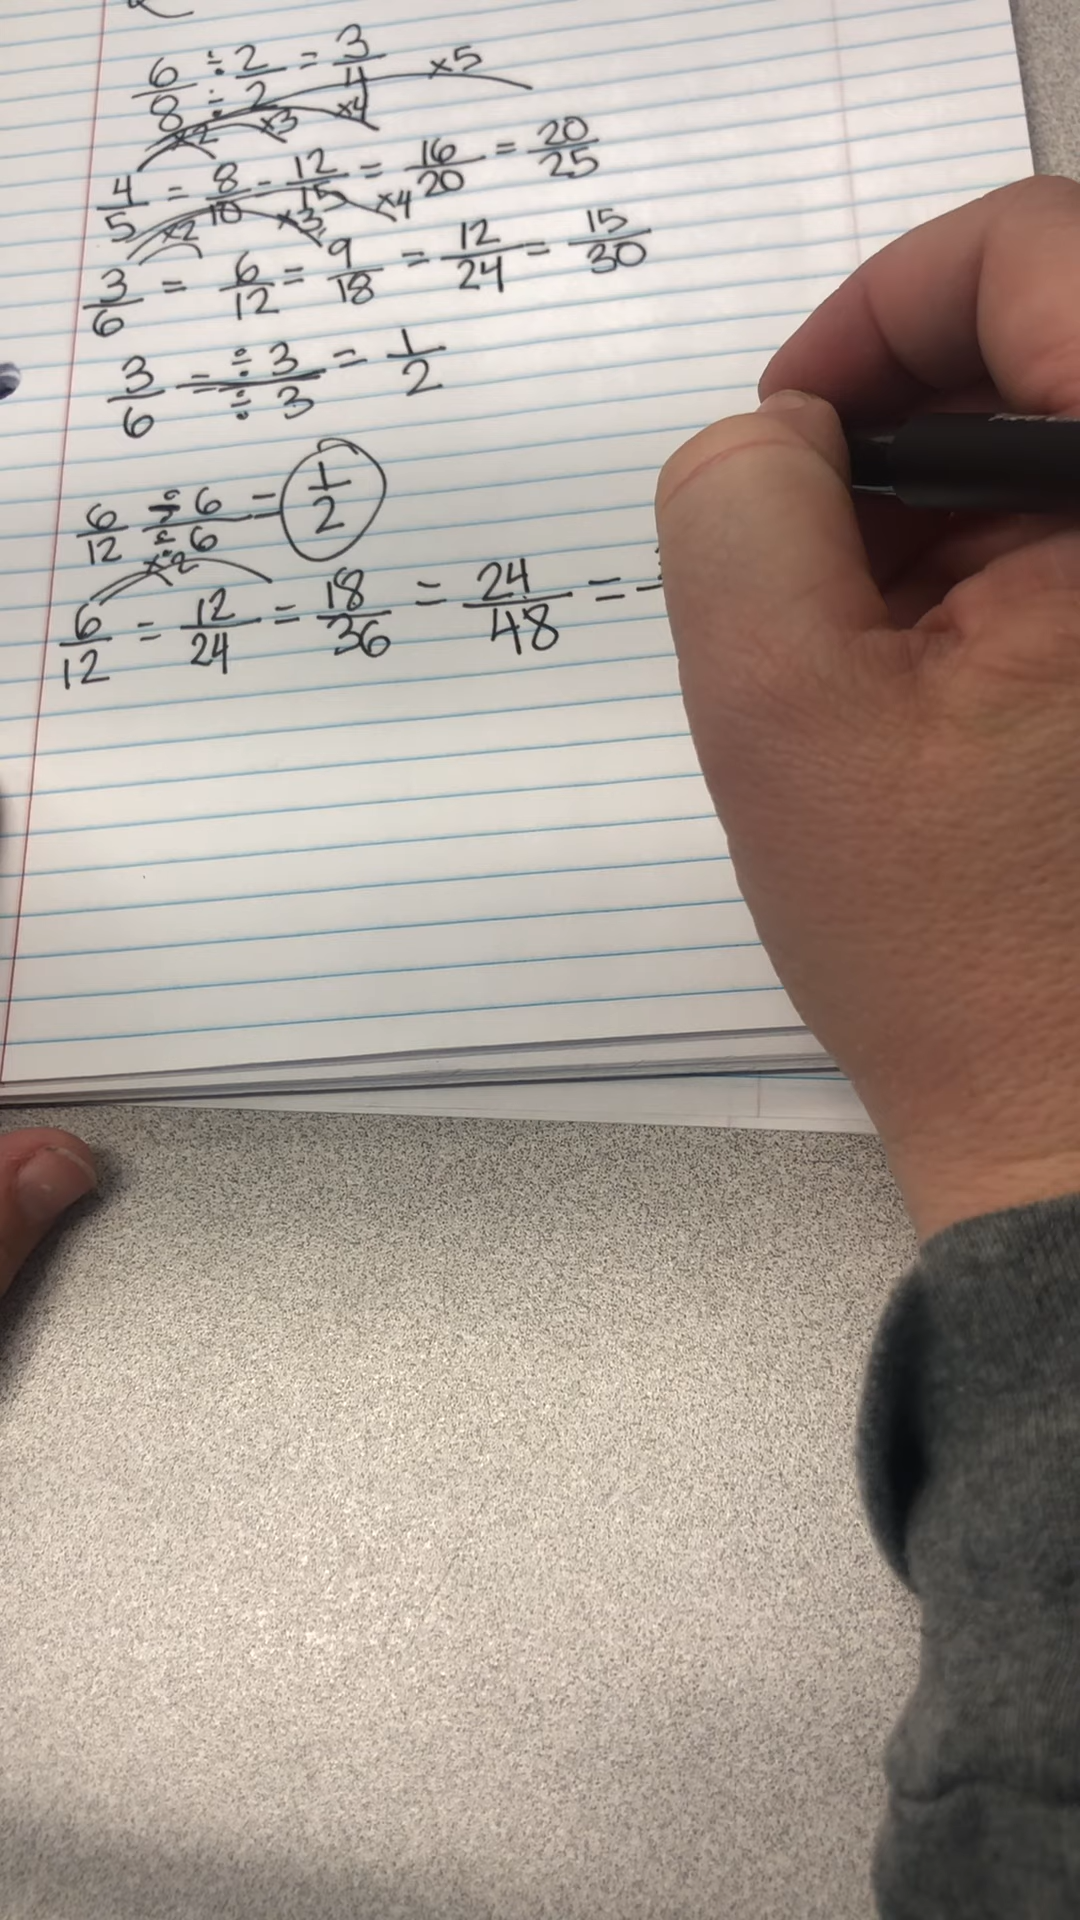 6/8 ÷2/÷2 = 3/4 ×5
×2 ×3 ×4
4/5 = 8/10 = 12/15 = 16/20 = 20/25
×2 ×3 ×4
3/6 = 6/12 = 9/18 = 12/24 = 15/30
3/6 = ÷3/÷3 = 1/2
6/12 ÷6/÷6 = 1/2
×2
6/12 = 12/24 = 18/36 = 24/48 =